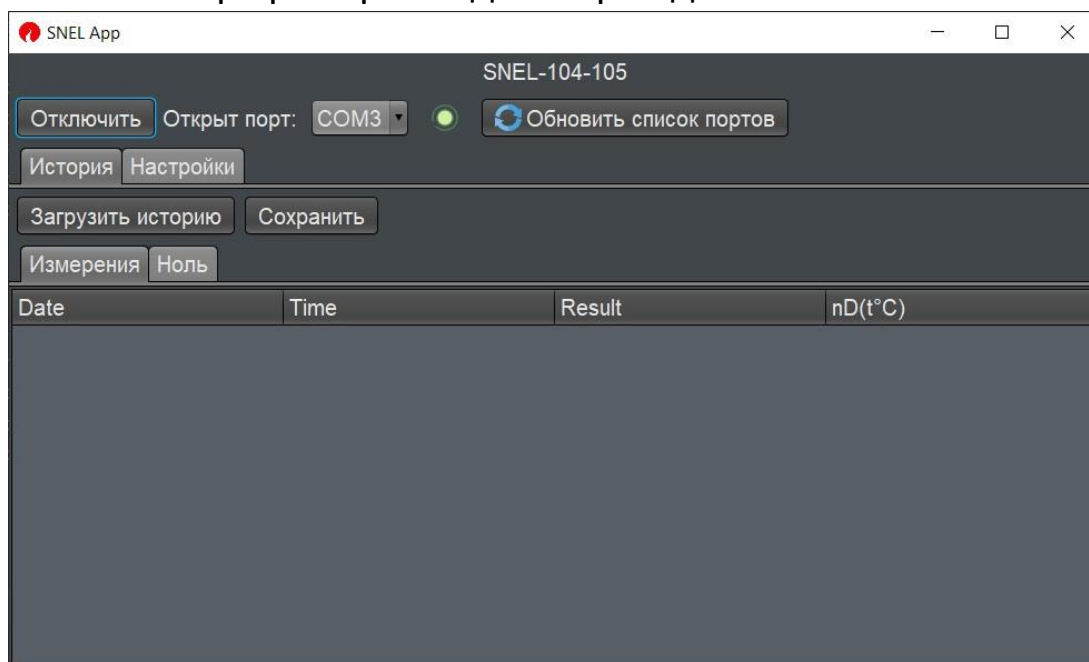 SNEL App
SNEL-104-105
Отключить Открыт порт: COM3 Обновить список портов
История Настройки
Загрузить историю Сохранить
Измерения Ноль
Date Time Result nD(t°C)